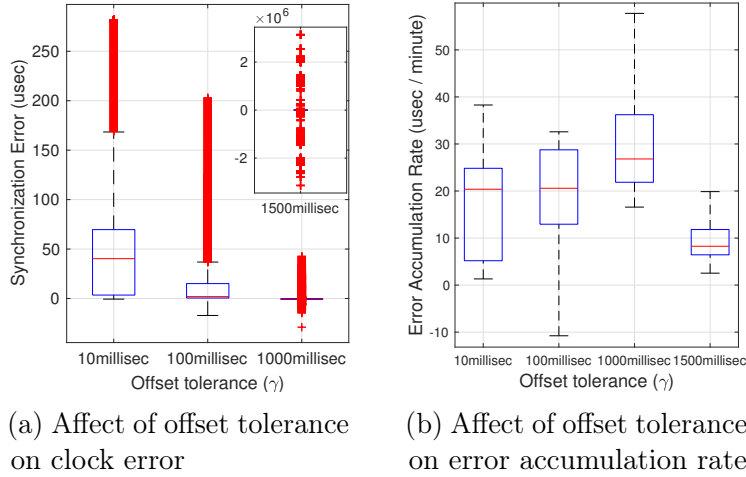 Synchronization Error (usec)
250
200
150
100
50
0
×10^6
2
0
-2
1500millisec
10millisec 100millisec 1000millisec
Offset tolerance (γ)
(a) Affect of offset tolerance
on clock error
Error Accumulation Rate (usec / minute)
50
40
30
20
10
0
-10
10millisec 100millisec 1000millisec 1500millisec
Offset tolerance (γ)
(b) Affect of offset tolerance
on error accumulation rate